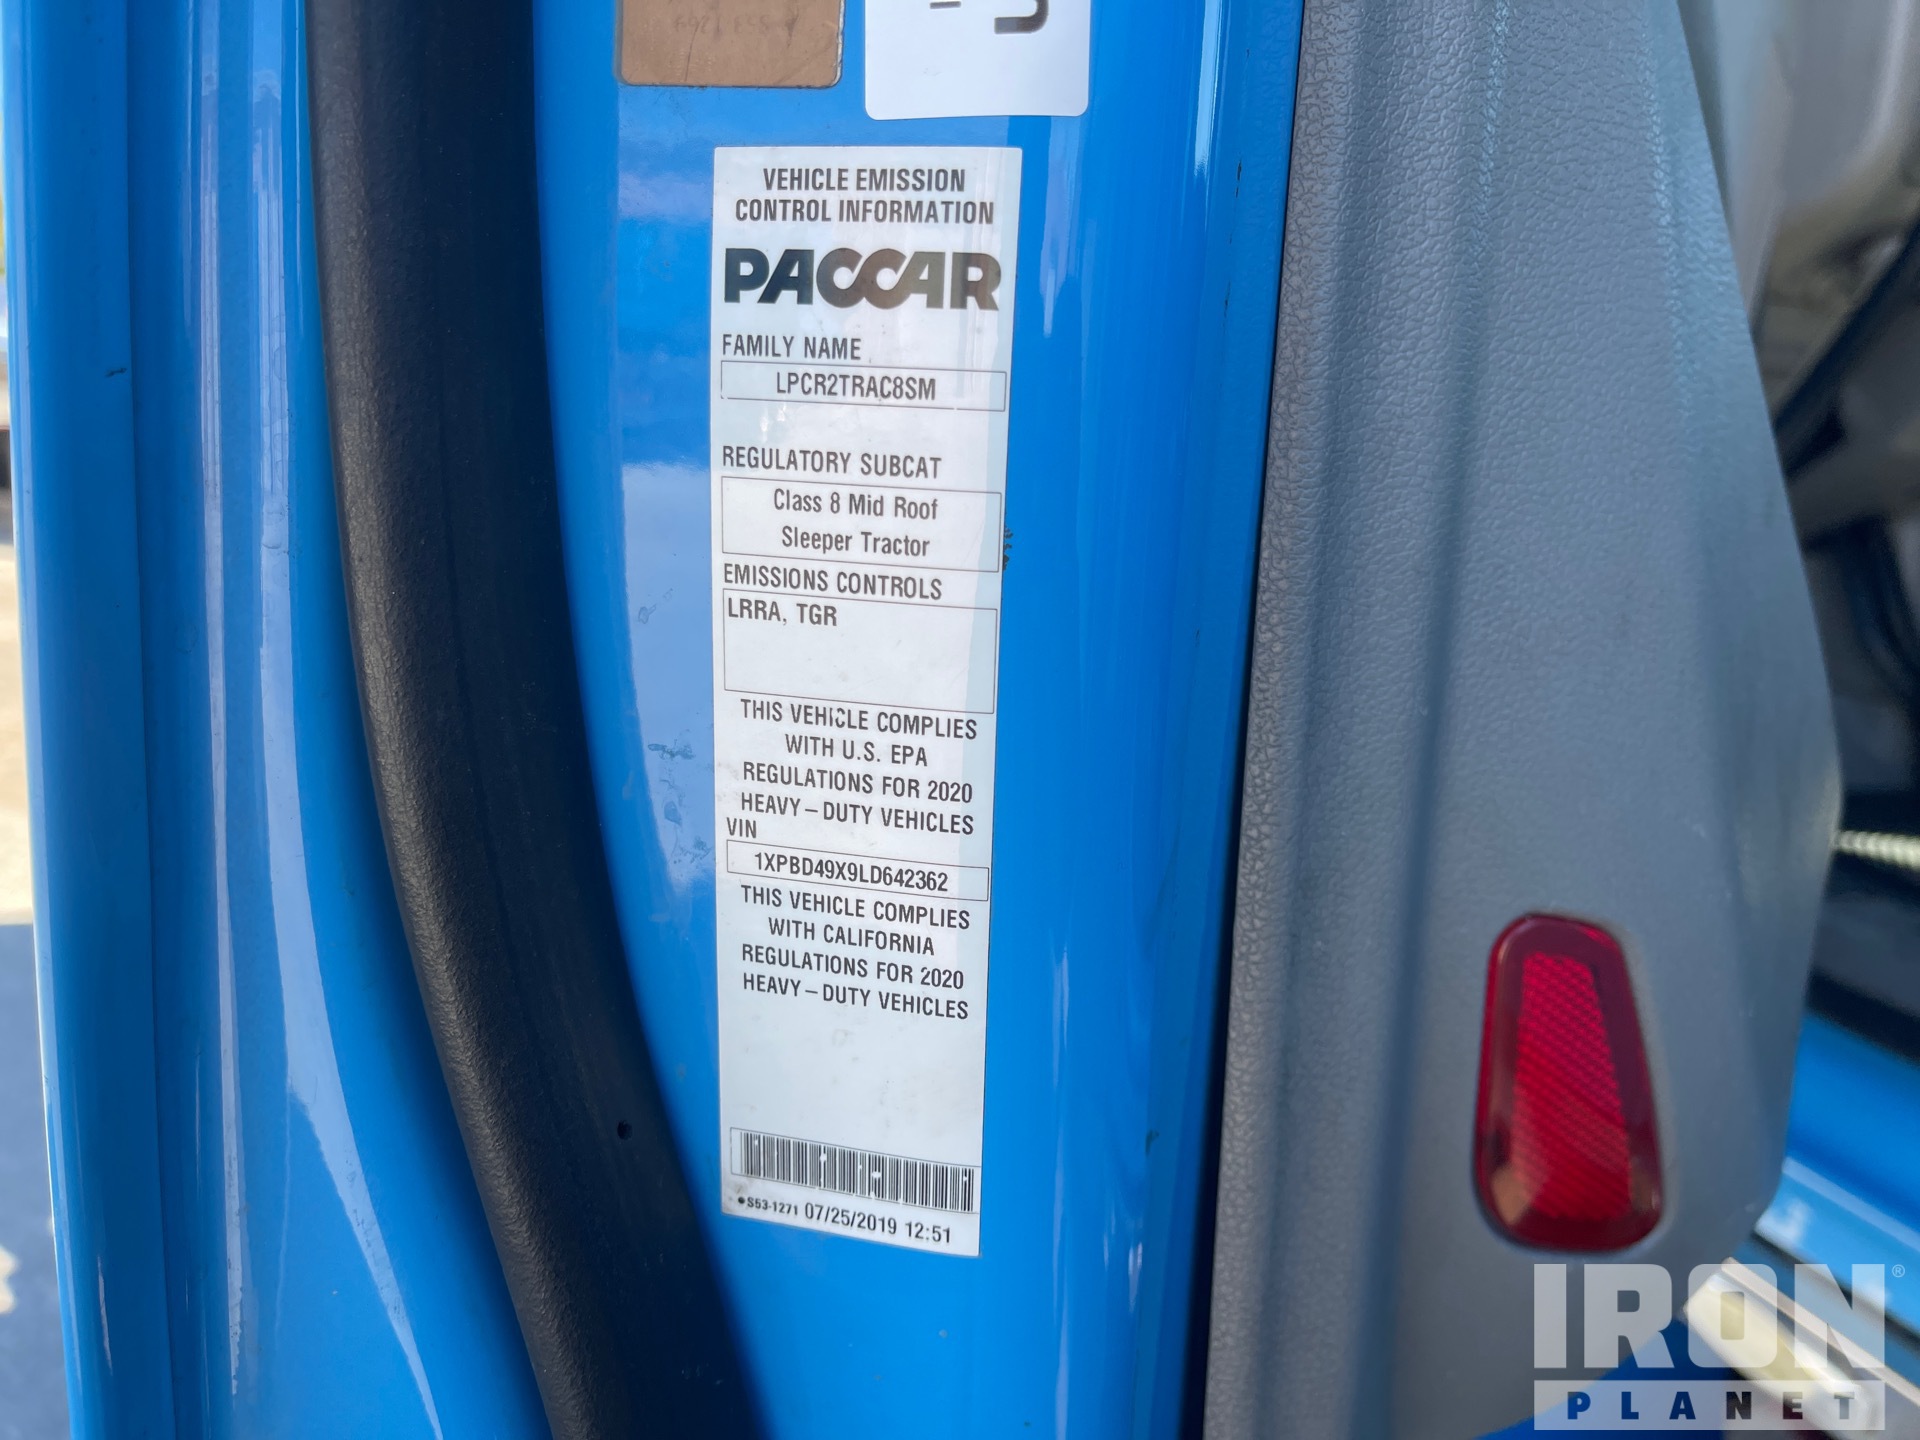 VEHICLE EMISSION
CONTROL INFORMATION
PACCAR
FAMILY NAME
LPCR2TRAC8SM
REGULATORY SUBCAT
Class 8 Mid Roof
Sleeper Tractor
EMISSIONS CONTROLS
LRRA, TGR
THIS VEHICLE COMPLIES
WITH U.S. EPA
REGULATIONS FOR 2020
HEAVY–DUTY VEHICLES
VIN
1XPBD49X9LD642362
THIS VEHICLE COMPLIES
WITH CALIFORNIA
REGULATIONS FOR 2020
HEAVY–DUTY VEHICLES
•S53-1271 07/25/2019 12:51
IRON®
PLANET